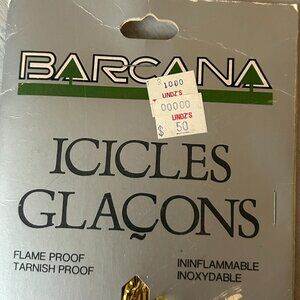 BARCANA
1000
LINDZ'S
00000
LINDZ'S
$ 50
ICICLES
GLAÇONS
FLAME PROOF
TARNISH PROOF
ININFLAMMABLE
INOXYDABLE